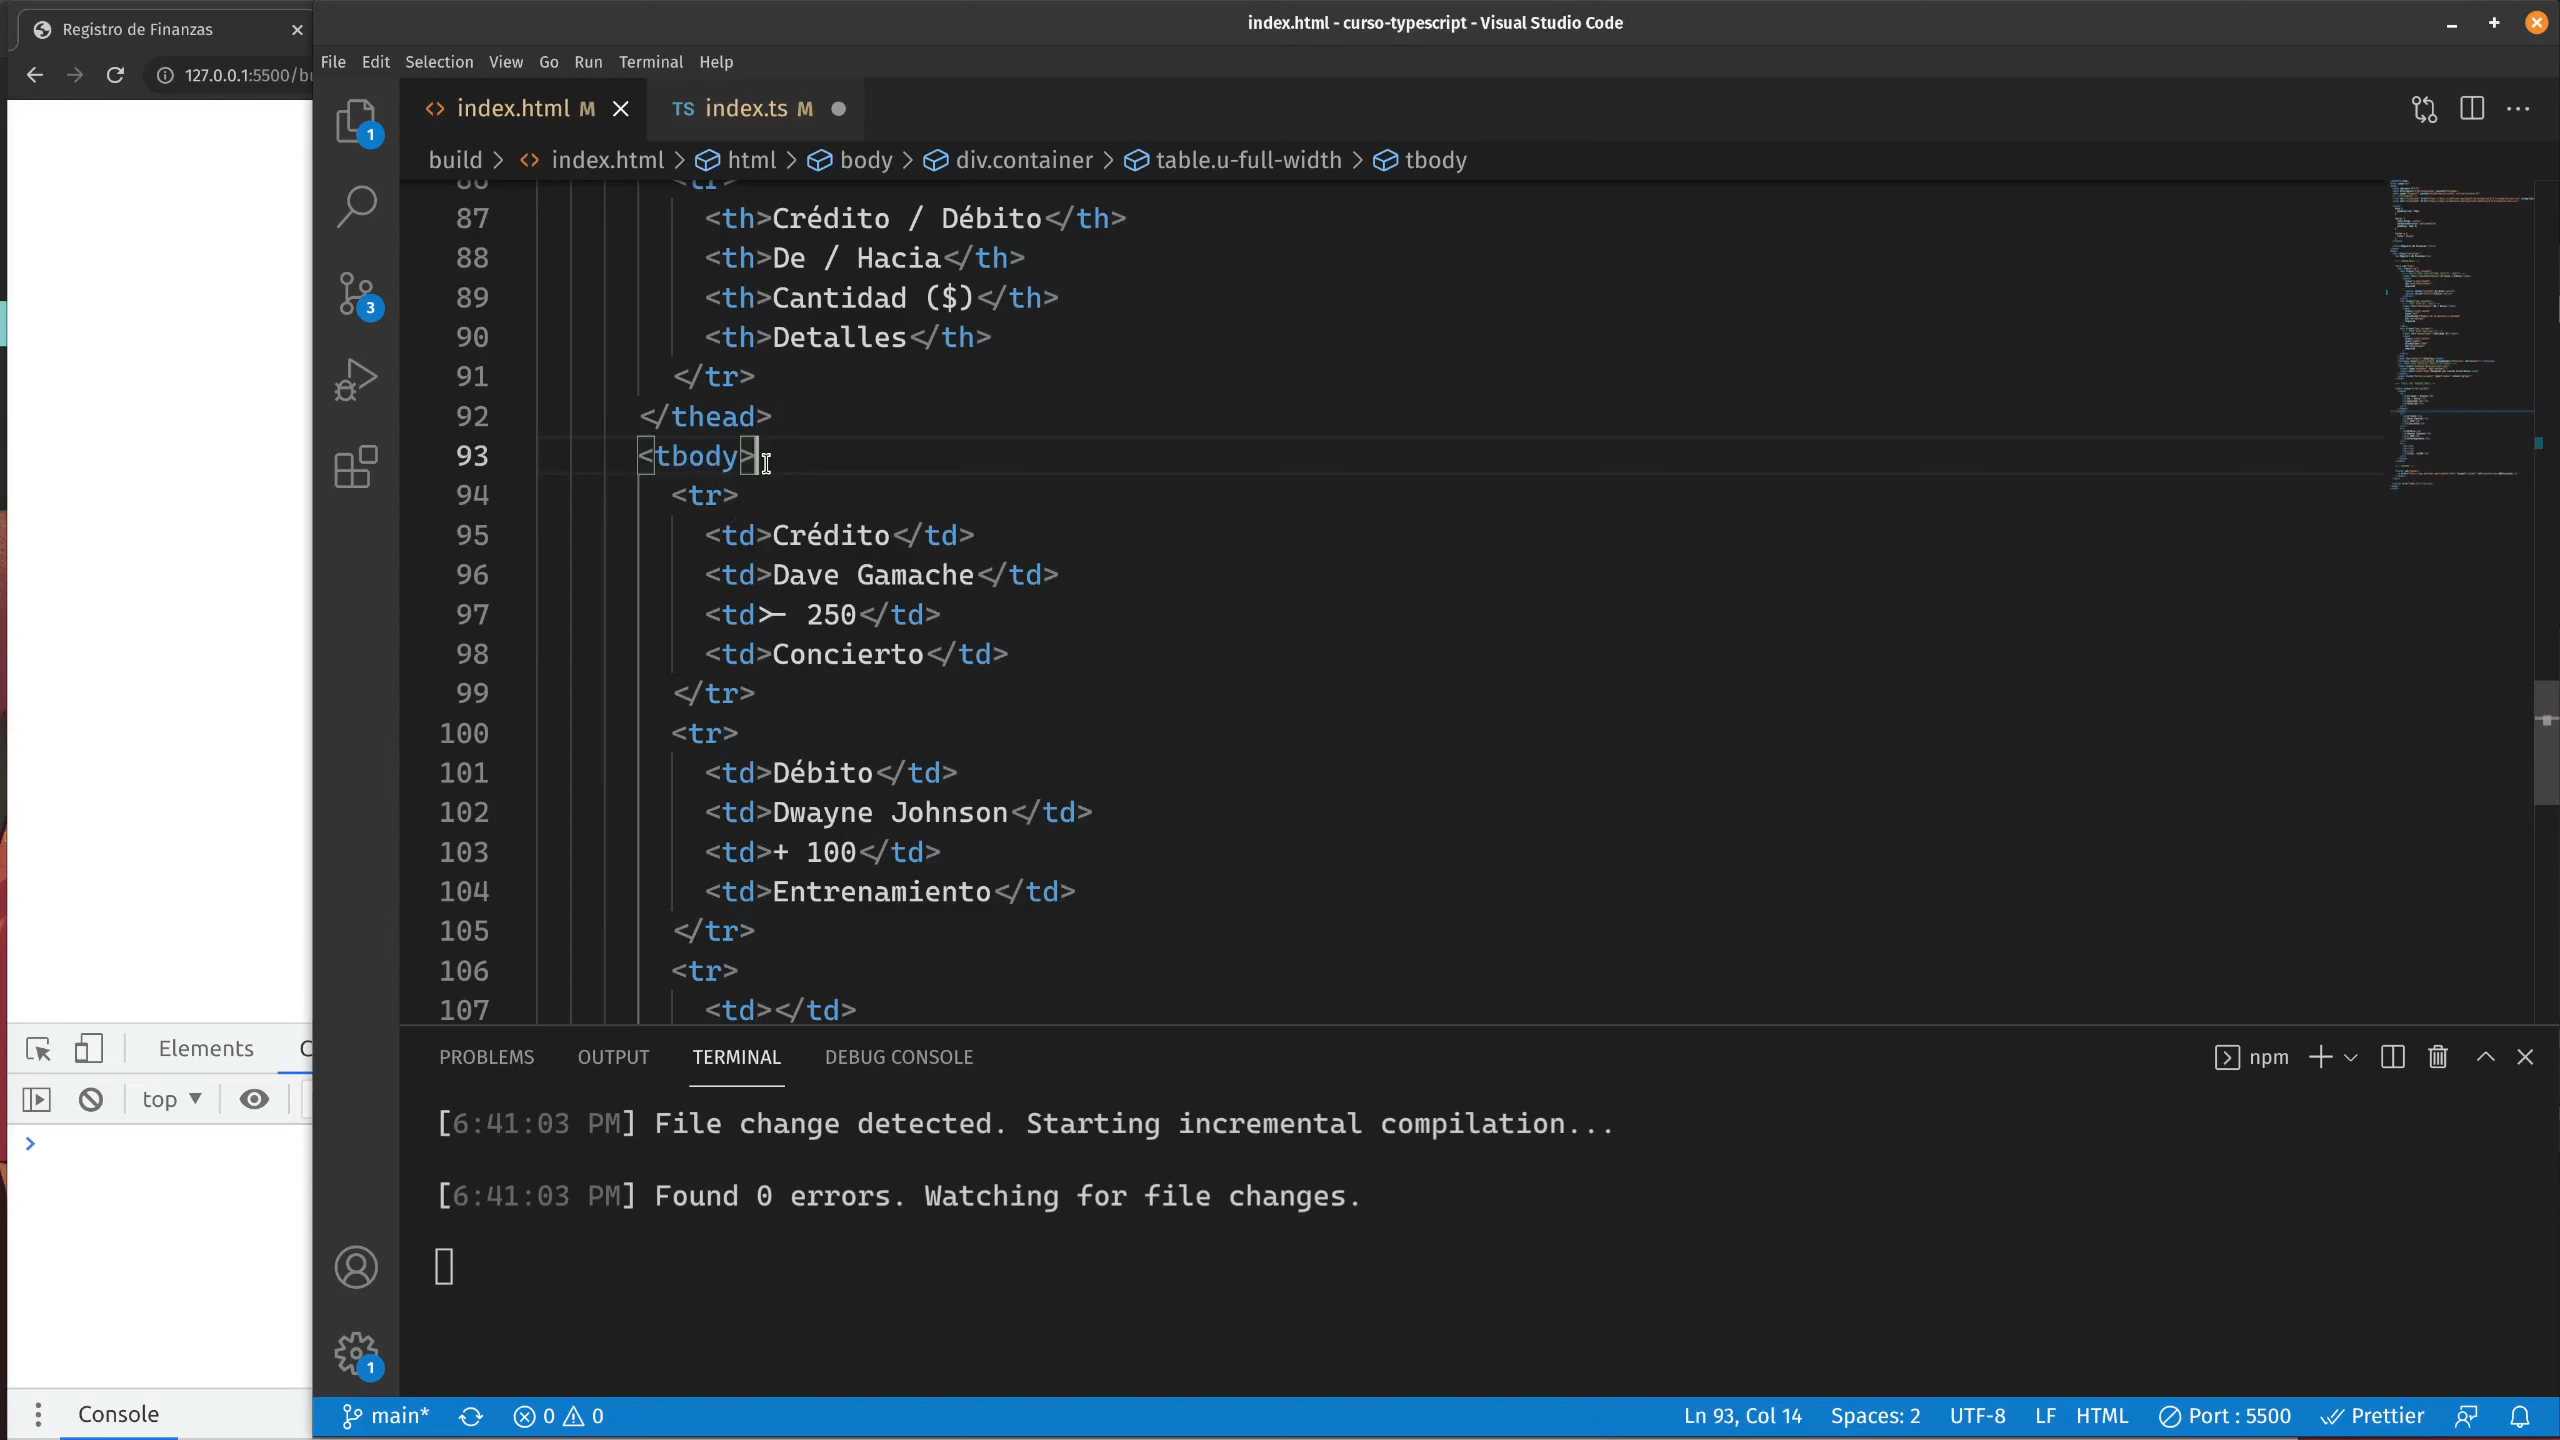 Registro de Finanzas
index.html - curso-typescript - Visual Studio Code
127.0.0.1:5500/bu
File Edit Selection View Go Run Terminal Help
index.html M
TS index.ts M
build > index.html > html > body > div.container > table.u-full-width > tbody
86 <tr>
87 <th>Crédito / Débito</th>
88 <th>De / Hacia</th>
89 <th>Cantidad ($)</th>
90 <th>Detalles</th>
91 </tr>
92 </thead>
93 <tbody>
94 <tr>
95 <td>Crédito</td>
96 <td>Dave Gamache</td>
97 <td>- 250</td>
98 <td>Concierto</td>
99 </tr>
100 <tr>
101 <td>Débito</td>
102 <td>Dwayne Johnson</td>
103 <td>+ 100</td>
104 <td>Entrenamiento</td>
105 </tr>
106 <tr>
107 <td></td>
1
3
1
Elements
top
Console
PROBLEMS OUTPUT TERMINAL DEBUG CONSOLE
npm
[6:41:03 PM] File change detected. Starting incremental compilation...
[6:41:03 PM] Found 0 errors. Watching for file changes.
main* 0 0
Ln 93, Col 14 Spaces: 2 UTF-8 LF HTML Port : 5500 Prettier